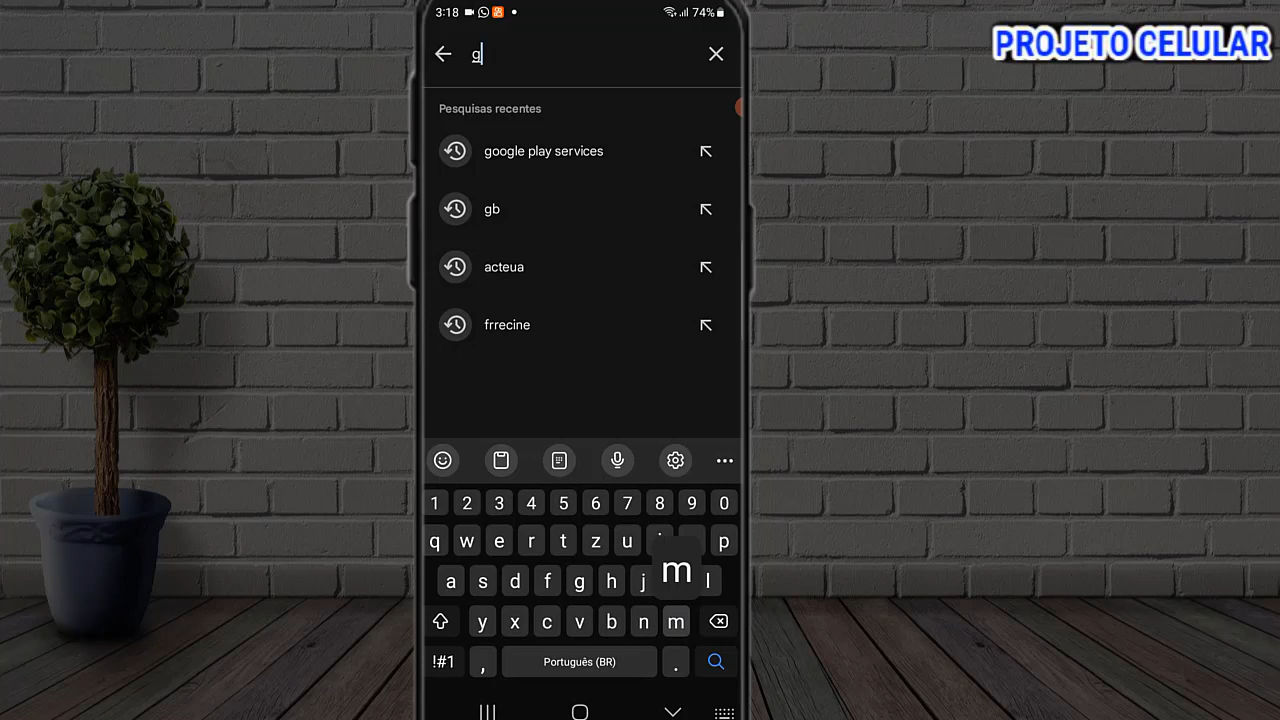 PROJETO CELULAR
3:18
74%
g
Pesquisas recentes
google play services
gb
acteua
frrecine
1 2 3 4 5 6 7 8 9 0
q w e r t z u p
m
a s d f g h j l
y x c v b n m
!#1 , Português (BR) .